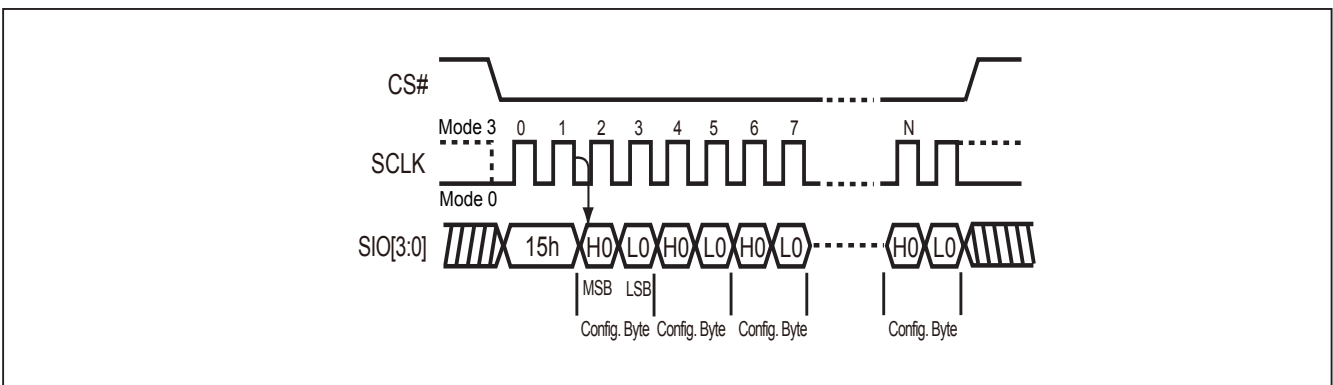 CS#
Mode 3 0 1 2 3 4 5 6 7 N
SCLK
Mode 0
SIO[3:0] 15h H0 L0 H0 L0 H0 L0 H0 L0
MSB LSB
Config. Byte Config. Byte Config. Byte Config. Byte